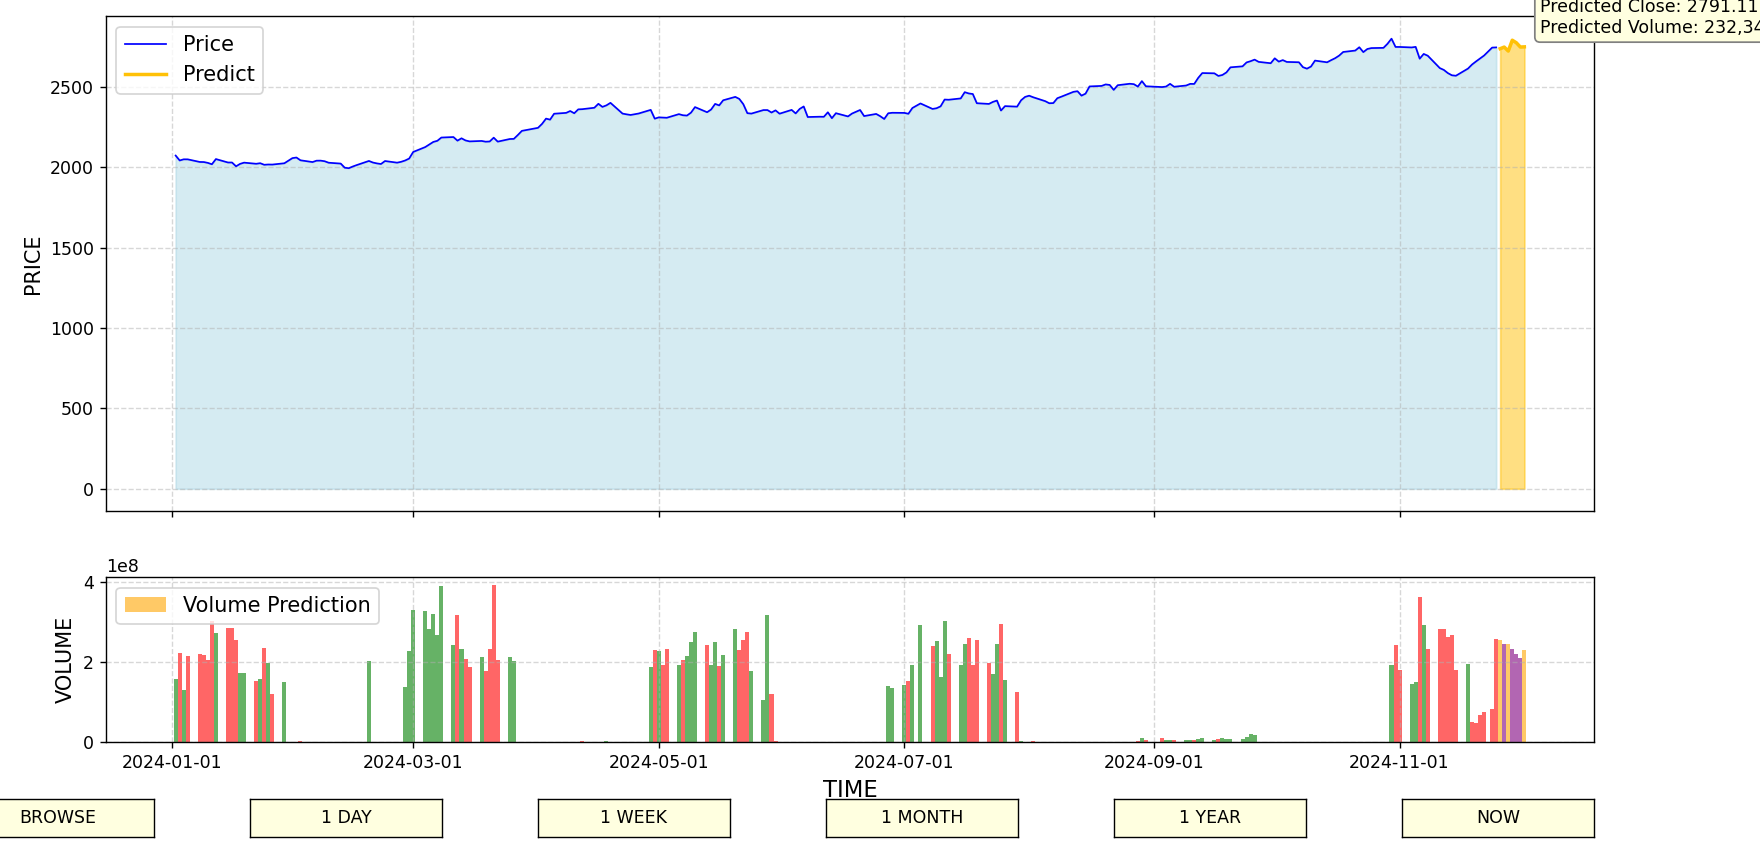 Predicted Close: 2791.11
Predicted Volume: 232,34
Price
Predict
2500
2000
1500
1000
500
0
PRICE
1e8
4
2
0
Volume Prediction
VOLUME
2024-01-01 2024-03-01 2024-05-01 2024-07-01 2024-09-01 2024-11-01
TIME
BROWSE 1 DAY 1 WEEK 1 MONTH 1 YEAR NOW